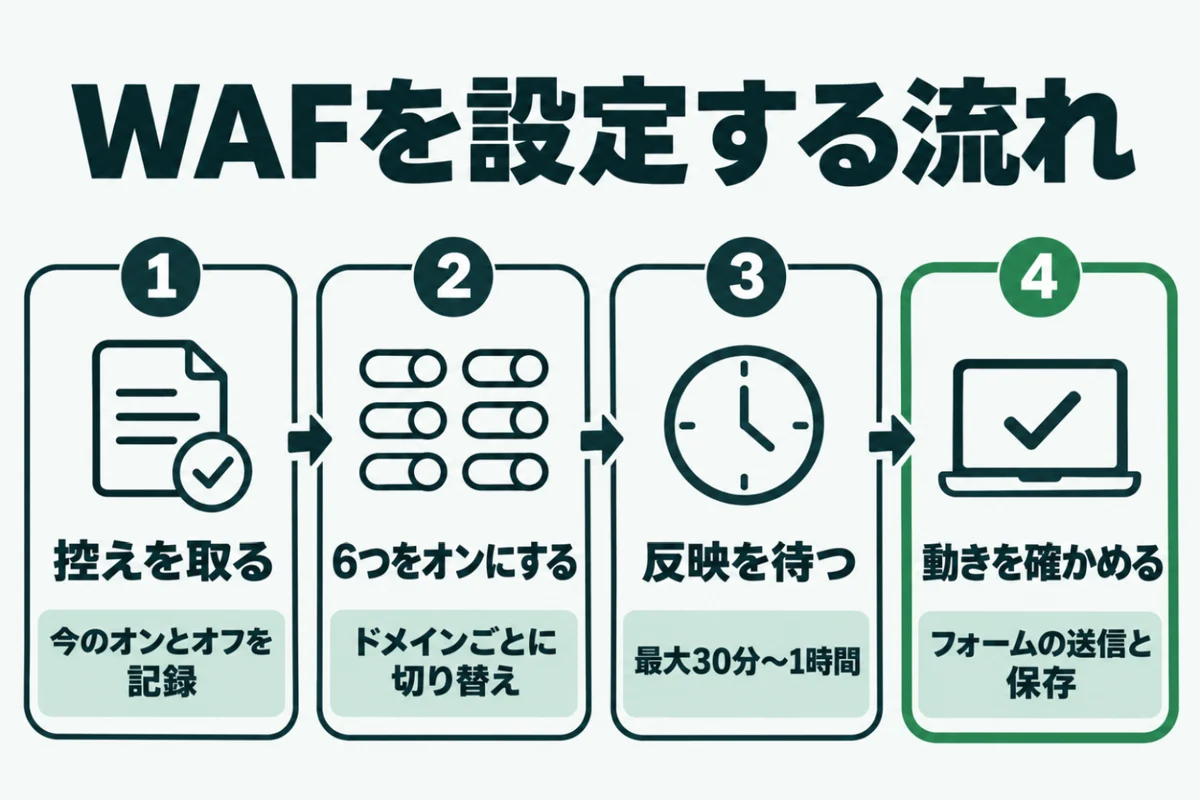 WAFを設定する流れ
1
控えを取る
今のオンとオフを
記録
2
6つをオンにする
ドメインごとに
切り替え
3
反映を待つ
最大30分～1時間
4
動きを確かめる
フォームの送信と
保存